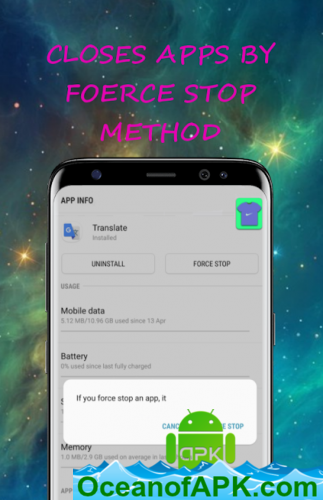 CLOSES APPS BY
FOERCE STOP
METHOD
APP INFO
Translate
Installed
UNINSTALL
FORCE STOP
USAGE
Mobile data
5.12 MB/10.96 GB used since 13 Apr
Battery
0% used since last fully charged
S
If you force stop an app, it
CANC
E STOP
APK
Memory
1.0 MB/2.9 GB used on average in la
APP
OceanofAPK.com